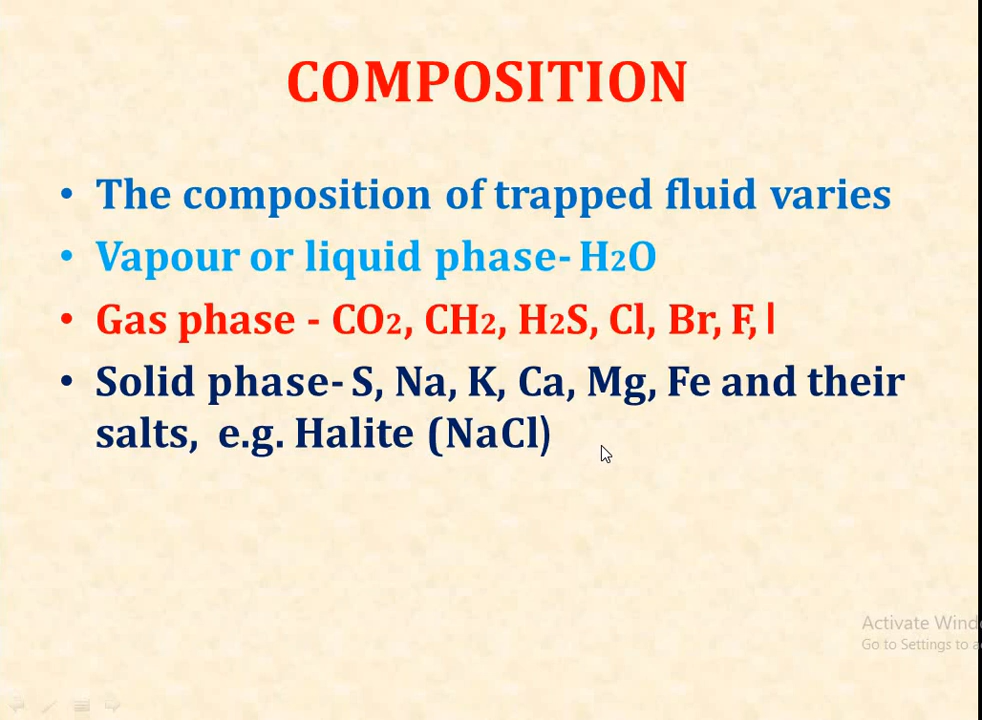 COMPOSITION
• The composition of trapped fluid varies
• Vapour or liquid phase- H2O
• Gas phase - CO2, CH2, H2S, Cl, Br, F, I
• Solid phase- S, Na, K, Ca, Mg, Fe and their
salts, e.g. Halite (NaCl)
Activate Wind
Go to Settings to a